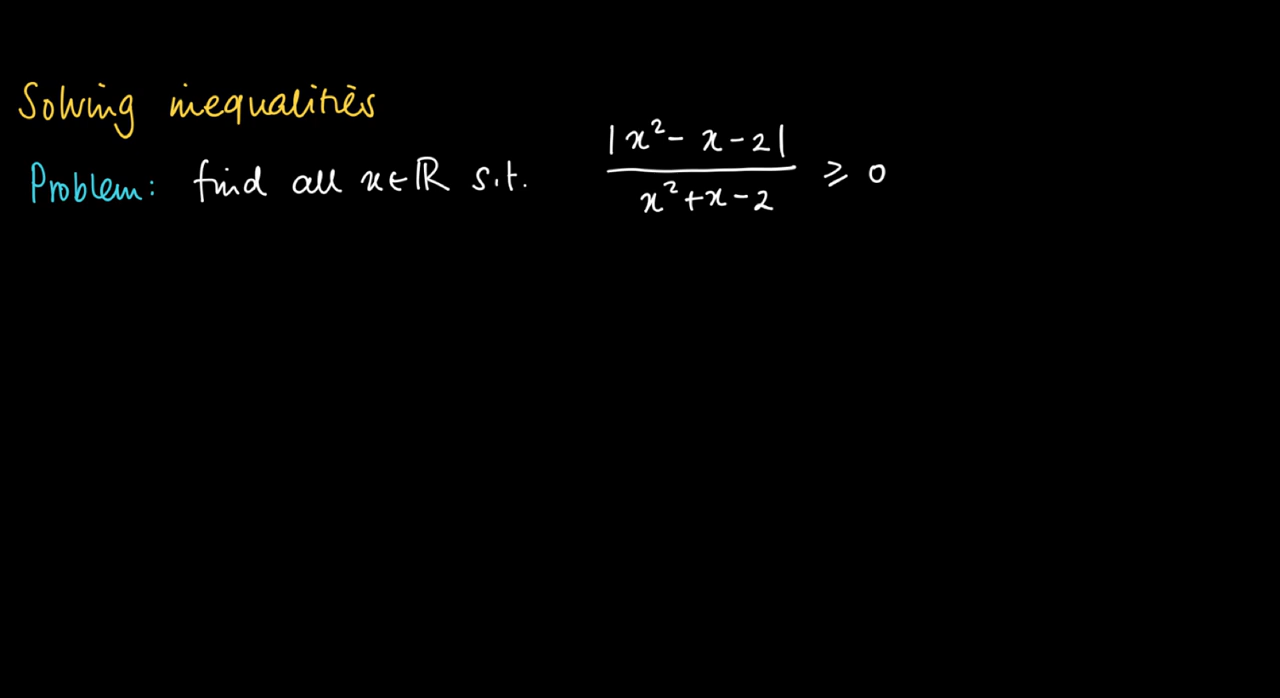 Solving inequalities
Problem: find all x∈ℝ s.t. |x²- x-2| / x²+x-2 ⩾ 0